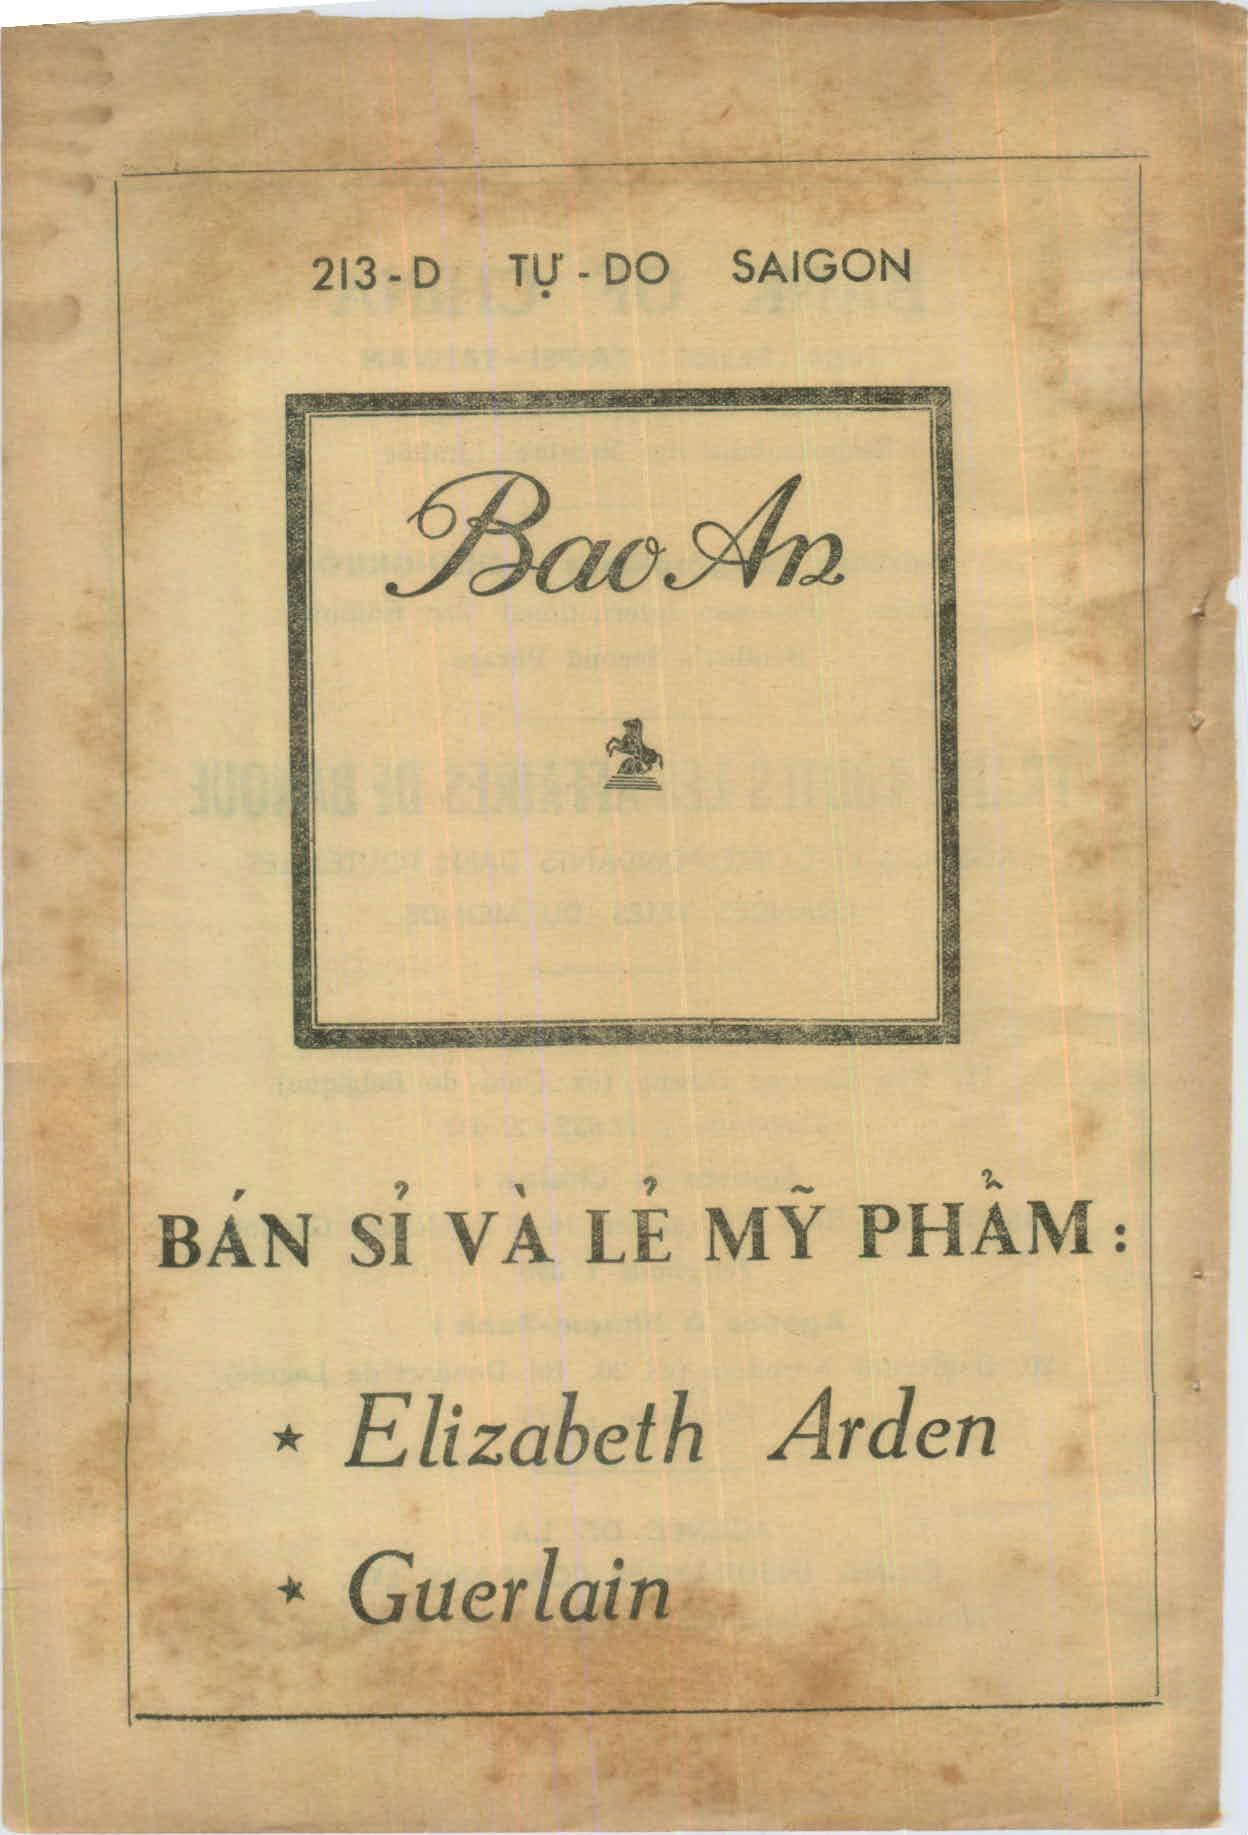 213-D TỰ-DO SAIGON
Bao An
BÁN SỈ VÀ LẺ MỸ PHẨM :
★ Elizabeth Arden
★ Guerlain